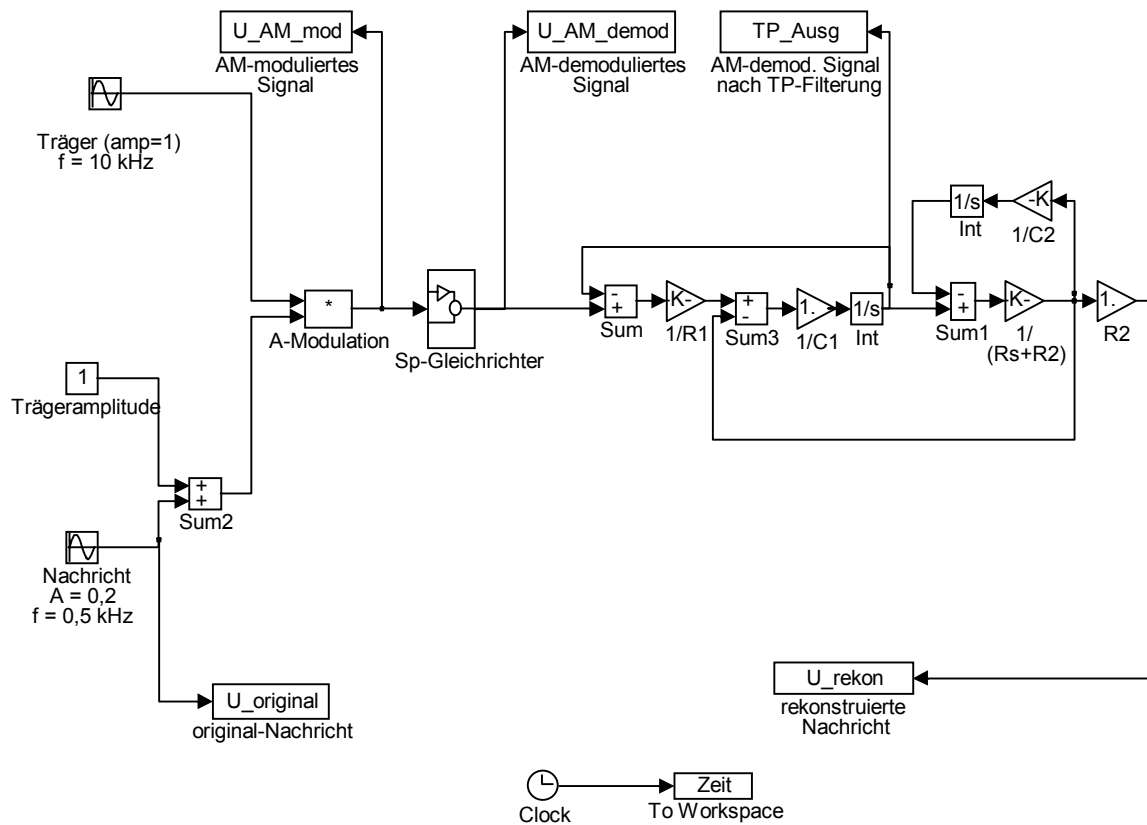 U_AM_mod
AM-moduliertes
Signal
U_AM_demod
AM-demoduliertes
Signal
TP_Ausg
AM-demod. Signal
nach TP-Filterung
Träger (amp=1)
f = 10 kHz
-K
1/C2
1/s
Int
*
A-Modulation
Sp-Gleichrichter
-
+
Sum
K-
1/R1
+
-
Sum3
1.
1/C1
1/s
Int
-
+
Sum1
K-
1/
(Rs+R2)
1.
R2
1
Trägeramplitude
+
+
Sum2
Nachricht
A = 0,2
f = 0,5 kHz
U_original
original-Nachricht
U_rekon
rekonstruierte
Nachricht
Clock
Zeit
To Workspace